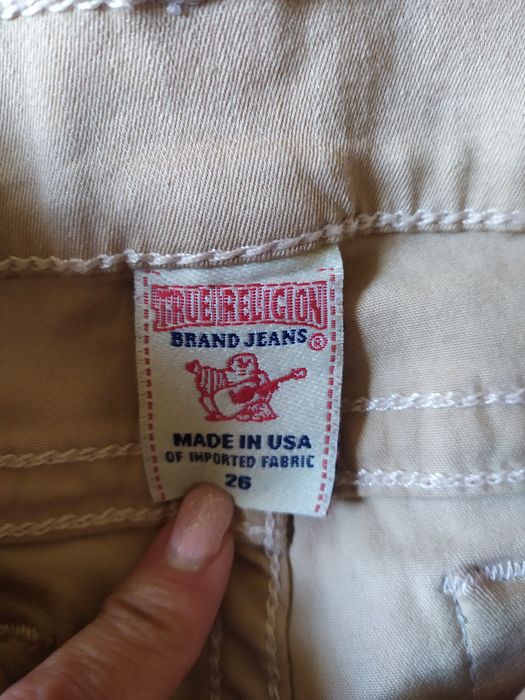 TRUE RELIGION
BRAND JEANS®
MADE IN USA
OF IMPORTED FABRIC
26